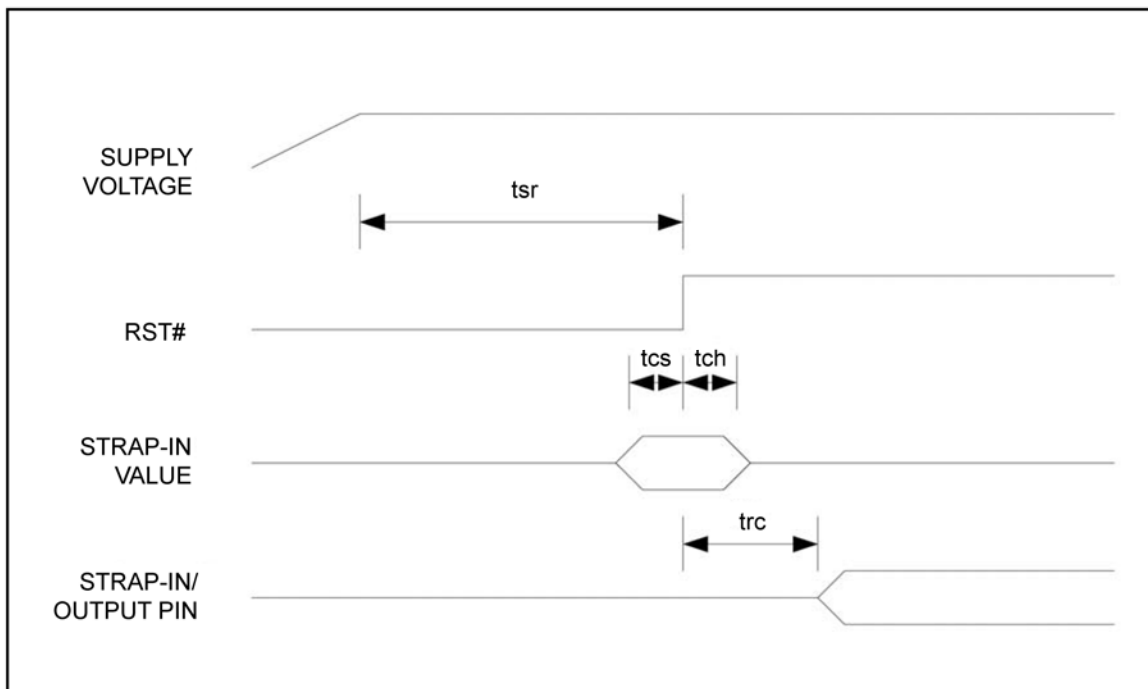 SUPPLY
VOLTAGE
tsr
RST#
tcs
tch
STRAP-IN
VALUE
trc
STRAP-IN/
OUTPUT PIN